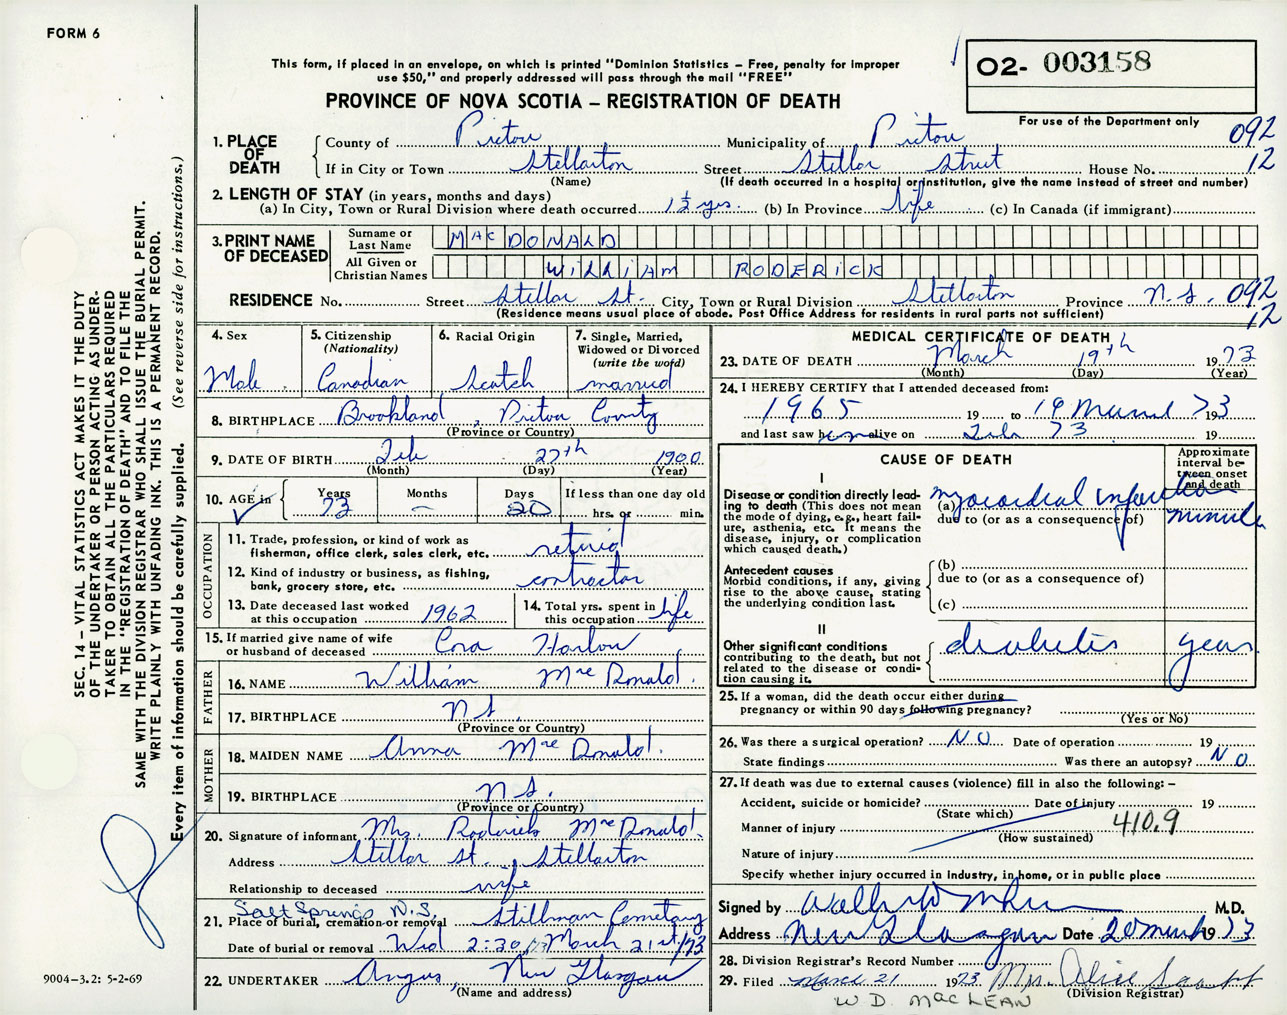 FORM 6
This form, if placed in an envelope, on which is printed "Dominion Statistics – Free, penalty for improper
use $50," and properly addressed will pass through the mail "FREE"
PROVINCE OF NOVA SCOTIA – REGISTRATION OF DEATH
02- 003158
For use of the Department only
092
12
1. PLACE OF DEATH
County of Pictou Municipality of Pictou
If in City or Town Stellarton Street Stellar Street House No.
(Name) (If death occurred in a hospital or institution, give the name instead of street and number)
2. LENGTH OF STAY (in years, months and days)
(a) In City, Town or Rural Division where death occurred 1½ yrs. (b) In Province life (c) In Canada (if immigrant)
3. PRINT NAME OF DECEASED
Surname or Last Name MACDONALD
All Given or Christian Names WILLIAM RODERICK
RESIDENCE No. Street Stellar St. City, Town or Rural Division Stellarton Province N.S. 092
12
(Residence means usual place of abode. Post Office Address for residents in rural parts not sufficient)
4. Sex
Male
5. Citizenship
(Nationality)
Canadian
6. Racial Origin
Scotch
7. Single, Married,
Widowed or Divorced
(write the word)
married
8. BIRTHPLACE Brookland, Pictou County
(Province or Country)
9. DATE OF BIRTH Feb 27th 1900
(Month) (Day) (Year)
10. AGE in
Years 73
Months –
Days 20
If less than one day old
hrs. or min.
OCCUPATION
11. Trade, profession, or kind of work as
fisherman, office clerk, sales clerk, etc. retired
12. Kind of industry or business, as fishing,
bank, grocery store, etc. contractor
13. Date deceased last worked
at this occupation 1962
14. Total yrs. spent in
this occupation life
15. If married give name of wife
or husband of deceased Cora Harlow
FATHER
16. NAME William MacDonald.
17. BIRTHPLACE N.S.
(Province or Country)
MOTHER
18. MAIDEN NAME Anna MacDonald.
19. BIRTHPLACE N.S.
(Province or Country)
20. Signature of informant Mrs. Roderick MacDonald.
Address Stellar St., Stellarton
Relationship to deceased wife
Salt Springs N.S.
21. Place of burial, cremation or removal Stillman Cemetary
Date of burial or removal Wed 2:30 March 21st/73
22. UNDERTAKER Angus, New Glasgow
(Name and address)
MEDICAL CERTIFICATE OF DEATH
23. DATE OF DEATH March 19th 1973
(Month) (Day) (Year)
24. I HEREBY CERTIFY that I attended deceased from:
1965 19 to 19 March 73 193
and last saw him alive on Feb 73 19
CAUSE OF DEATH
Approximate
interval be-
tween onset
and death
I
Disease or condition directly lead-
ing to death (This does not mean
the mode of dying, e.g., heart fail-
ure, asthenia, etc. It means the
disease, injury, or complication
which caused death.)
(a) myocardial infarction minutes
due to (or as a consequence of)
Antecedent causes
Morbid conditions, if any, giving
rise to the above cause, stating
the underlying condition last.
(b)
due to (or as a consequence of)
(c)
II
Other significant conditions
contributing to the death, but not
related to the disease or condi-
tion causing it.
diabetes years
25. If a woman, did the death occur either during
pregnancy or within 90 days following pregnancy?
(Yes or No)
26. Was there a surgical operation? NO Date of operation 19
State findings Was there an autopsy? NO
27. If death was due to external causes (violence) fill in also the following: –
Accident, suicide or homicide? Date of injury 19
(State which)
Manner of injury 410.9
(How sustained)
Nature of injury
Specify whether injury occurred in industry, in home, or in public place
Signed by M.D.
Address New Glasgow Date 20 March 1973
28. Division Registrar's Record Number
29. Filed March 21 1973 Mrs. Alice
(Division Registrar)
W. D. MacLEAN
SEC. 14 – VITAL STATISTICS ACT MAKES IT THE DUTY
OF THE UNDERTAKER OR PERSON ACTING AS UNDER-
TAKER TO OBTAIN ALL THE PARTICULARS REQUIRED
IN THE "REGISTRATION OF DEATH" AND TO FILE THE
SAME WITH THE DIVISION REGISTRAR WHO SHALL ISSUE THE BURIAL PERMIT.
WRITE PLAINLY WITH UNFADING INK. THIS IS A PERMANENT RECORD.
Every item of information should be carefully supplied. (See reverse side for instructions.)
9004-3.2: 5-2-69